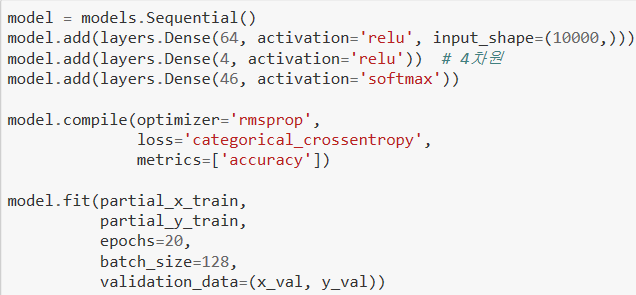 model = models.Sequential()
model.add(layers.Dense(64, activation='relu', input_shape=(10000,)))
model.add(layers.Dense(4, activation='relu'))  # 4차원
model.add(layers.Dense(46, activation='softmax'))

model.compile(optimizer='rmsprop',
              loss='categorical_crossentropy',
              metrics=['accuracy'])

model.fit(partial_x_train,
          partial_y_train,
          epochs=20,
          batch_size=128,
          validation_data=(x_val, y_val))